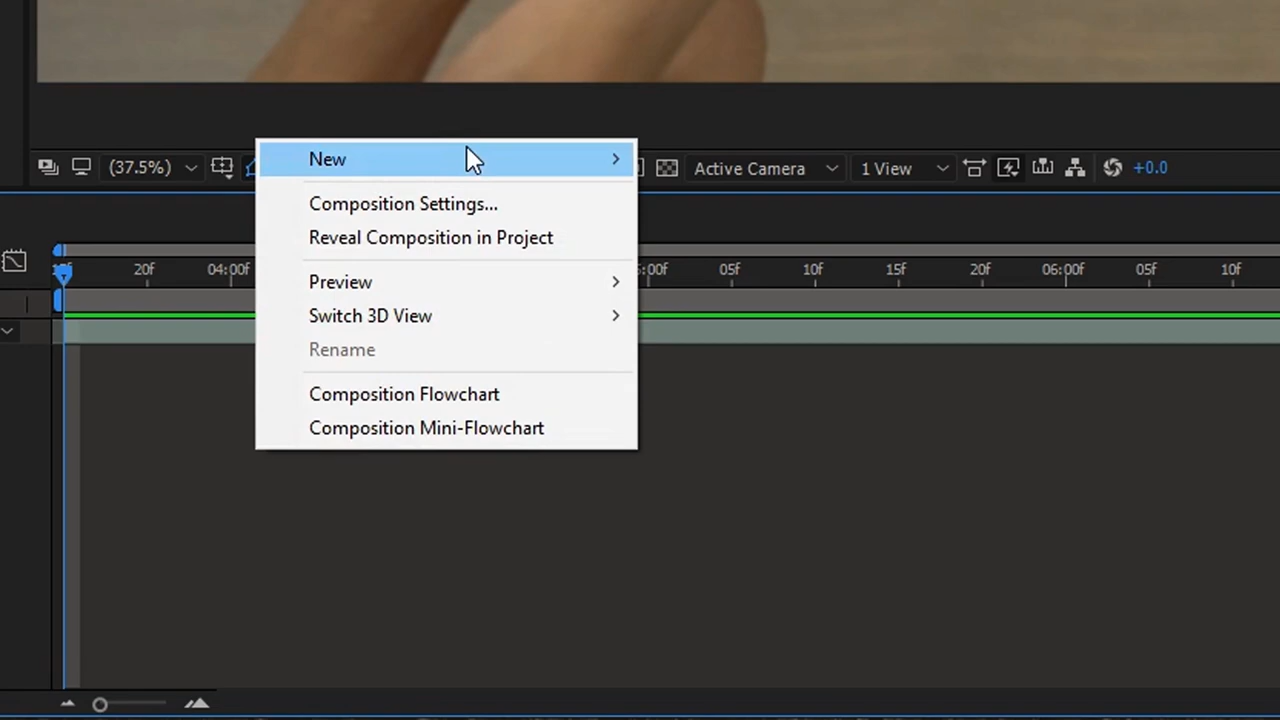 New
(37.5%) Active Camera 1 View +0.0
Composition Settings...
Reveal Composition in Project
20f 04:00f 05f 10f 15f 20f 06:00f 05f 10f
Preview
Switch 3D View
Rename
Composition Flowchart
Composition Mini-Flowchart